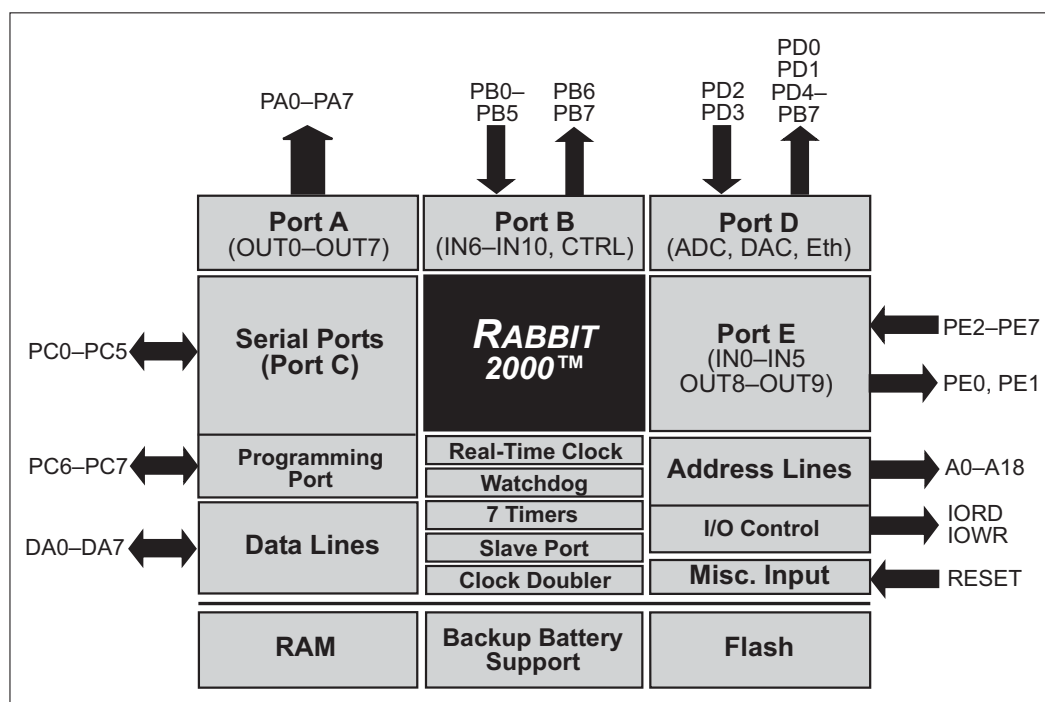 PA0–PA7
PB0–
PB5
PB6
PB7
PD2
PD3
PD0
PD1
PD4–
PB7
Port A
(OUT0–OUT7)
Port B
(IN6–IN10, CTRL)
Port D
(ADC, DAC, Eth)
PC0–PC5
Serial Ports
(Port C)
RABBIT
2000™
Port E
(IN0–IN5
OUT8–OUT9)
PE2–PE7
PE0, PE1
PC6–PC7
Programming
Port
Real-Time Clock
Watchdog
7 Timers
Slave Port
Clock Doubler
Address Lines
A0–A18
I/O Control
IORD
IOWR
DA0–DA7
Data Lines
Misc. Input
RESET
RAM
Backup Battery
Support
Flash